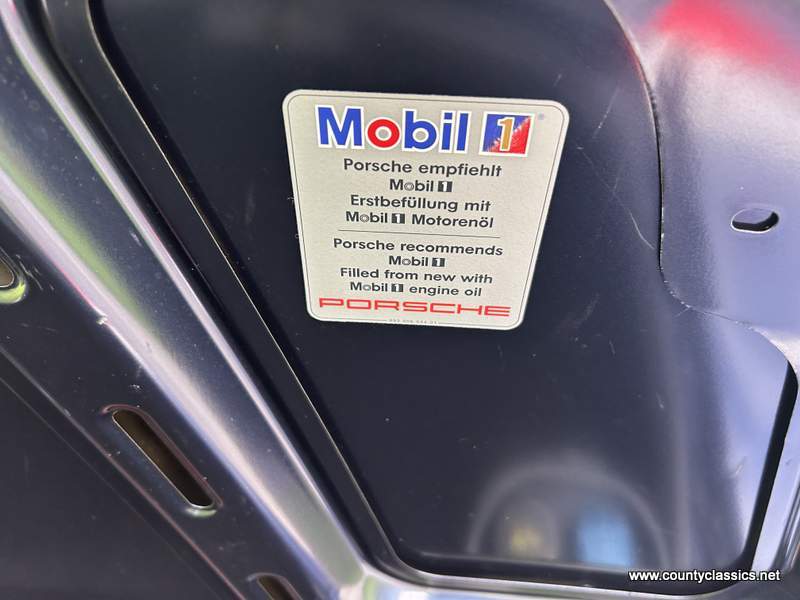 Mobil 1
Porsche empfiehlt
Mobil 1
Erstbefüllung mit
Mobil 1 Motorenöl
Porsche recommends
Mobil 1
Filled from new with
Mobil 1 engine oil
PORSCHE
www.countyclassics.net